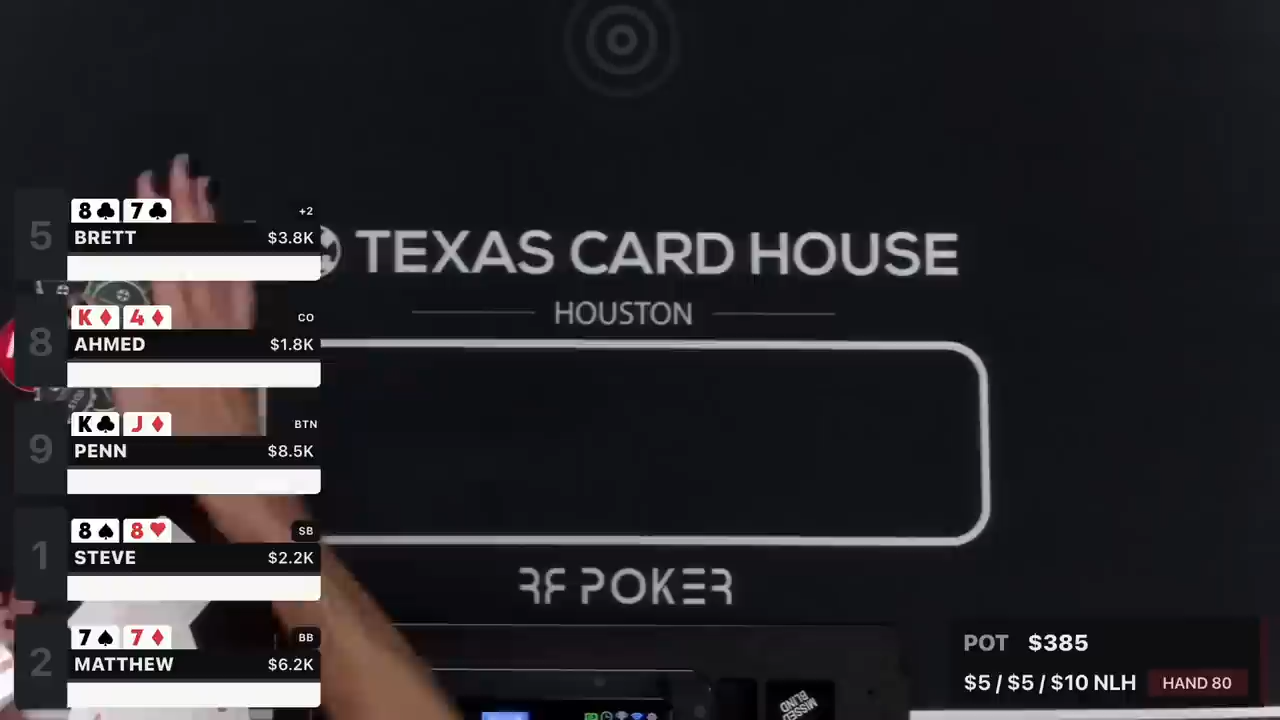 5
8♣ 7♣ +2
BRETT $3.8K
8
K♦ 4♦ CO
AHMED $1.8K
9
K♣ J♦ BTN
PENN $8.5K
1
8♠ 8♥ SB
STEVE $2.2K
2
7♠ 7♦ BB
MATTHEW $6.2K
TEXAS CARD HOUSE
HOUSTON
RF POKER
MISSED
BLIND
POT $385
$5 / $5 / $10 NLH HAND 80